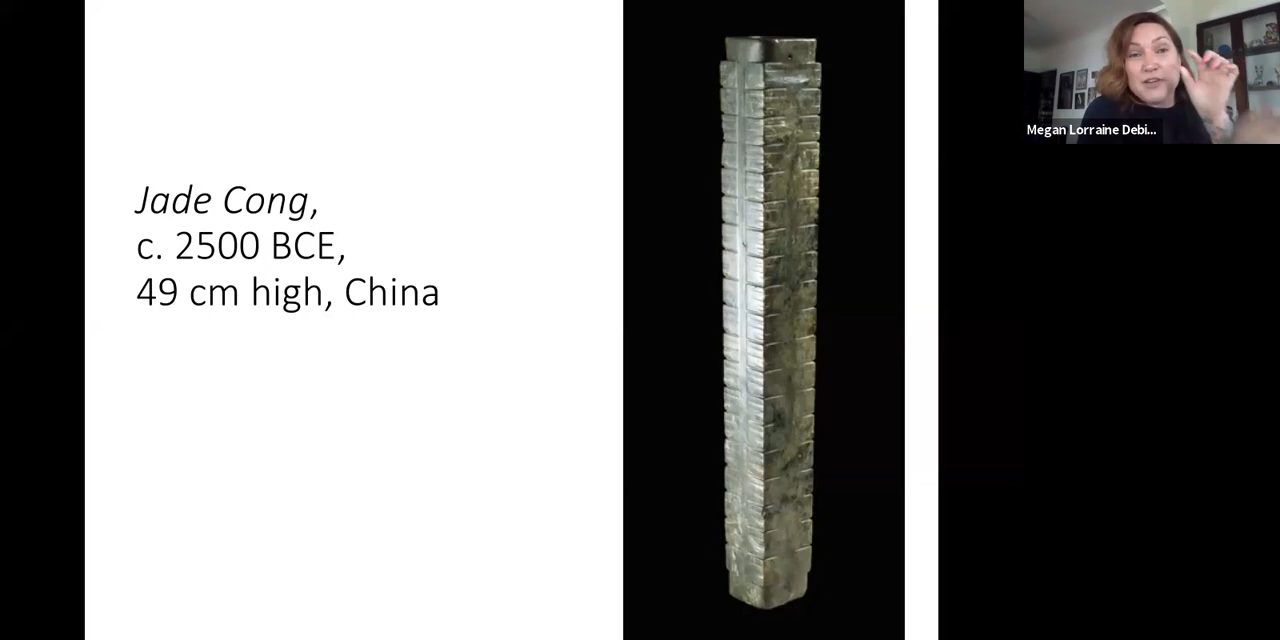 Jade Cong,
c. 2500 BCE,
49 cm high, China
Megan Lorraine Debi...